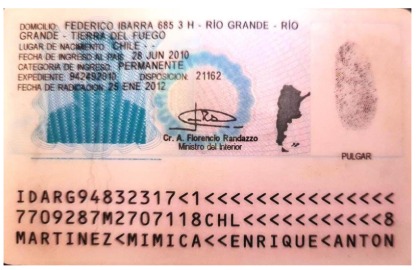 DOMICILIO: FEDERICO IBARRA 685 3 H - RÍO GRANDE - RÍO
GRANDE - TIERRA DEL FUEGO
LUGAR DE NACIMIENTO: CHILE - -
FECHA DE INGRESO AL PAIS: 28 JUN 2010
CATEGORIA DE INGRESO: PERMANENTE
EXPEDIENTE: 942492010 DISPOSICION: 21162
FECHA DE RADICACION: 25 ENE 2012
Cr. A. Florencio Randazzo
Ministro del Interior
PULGAR
IDARG94832317<1<<<<<<<<<<<<<<<
7709287M2707118CHL<<<<<<<<<<<8
MARTINEZ<MIMICA<<ENRIQUE<ANTON